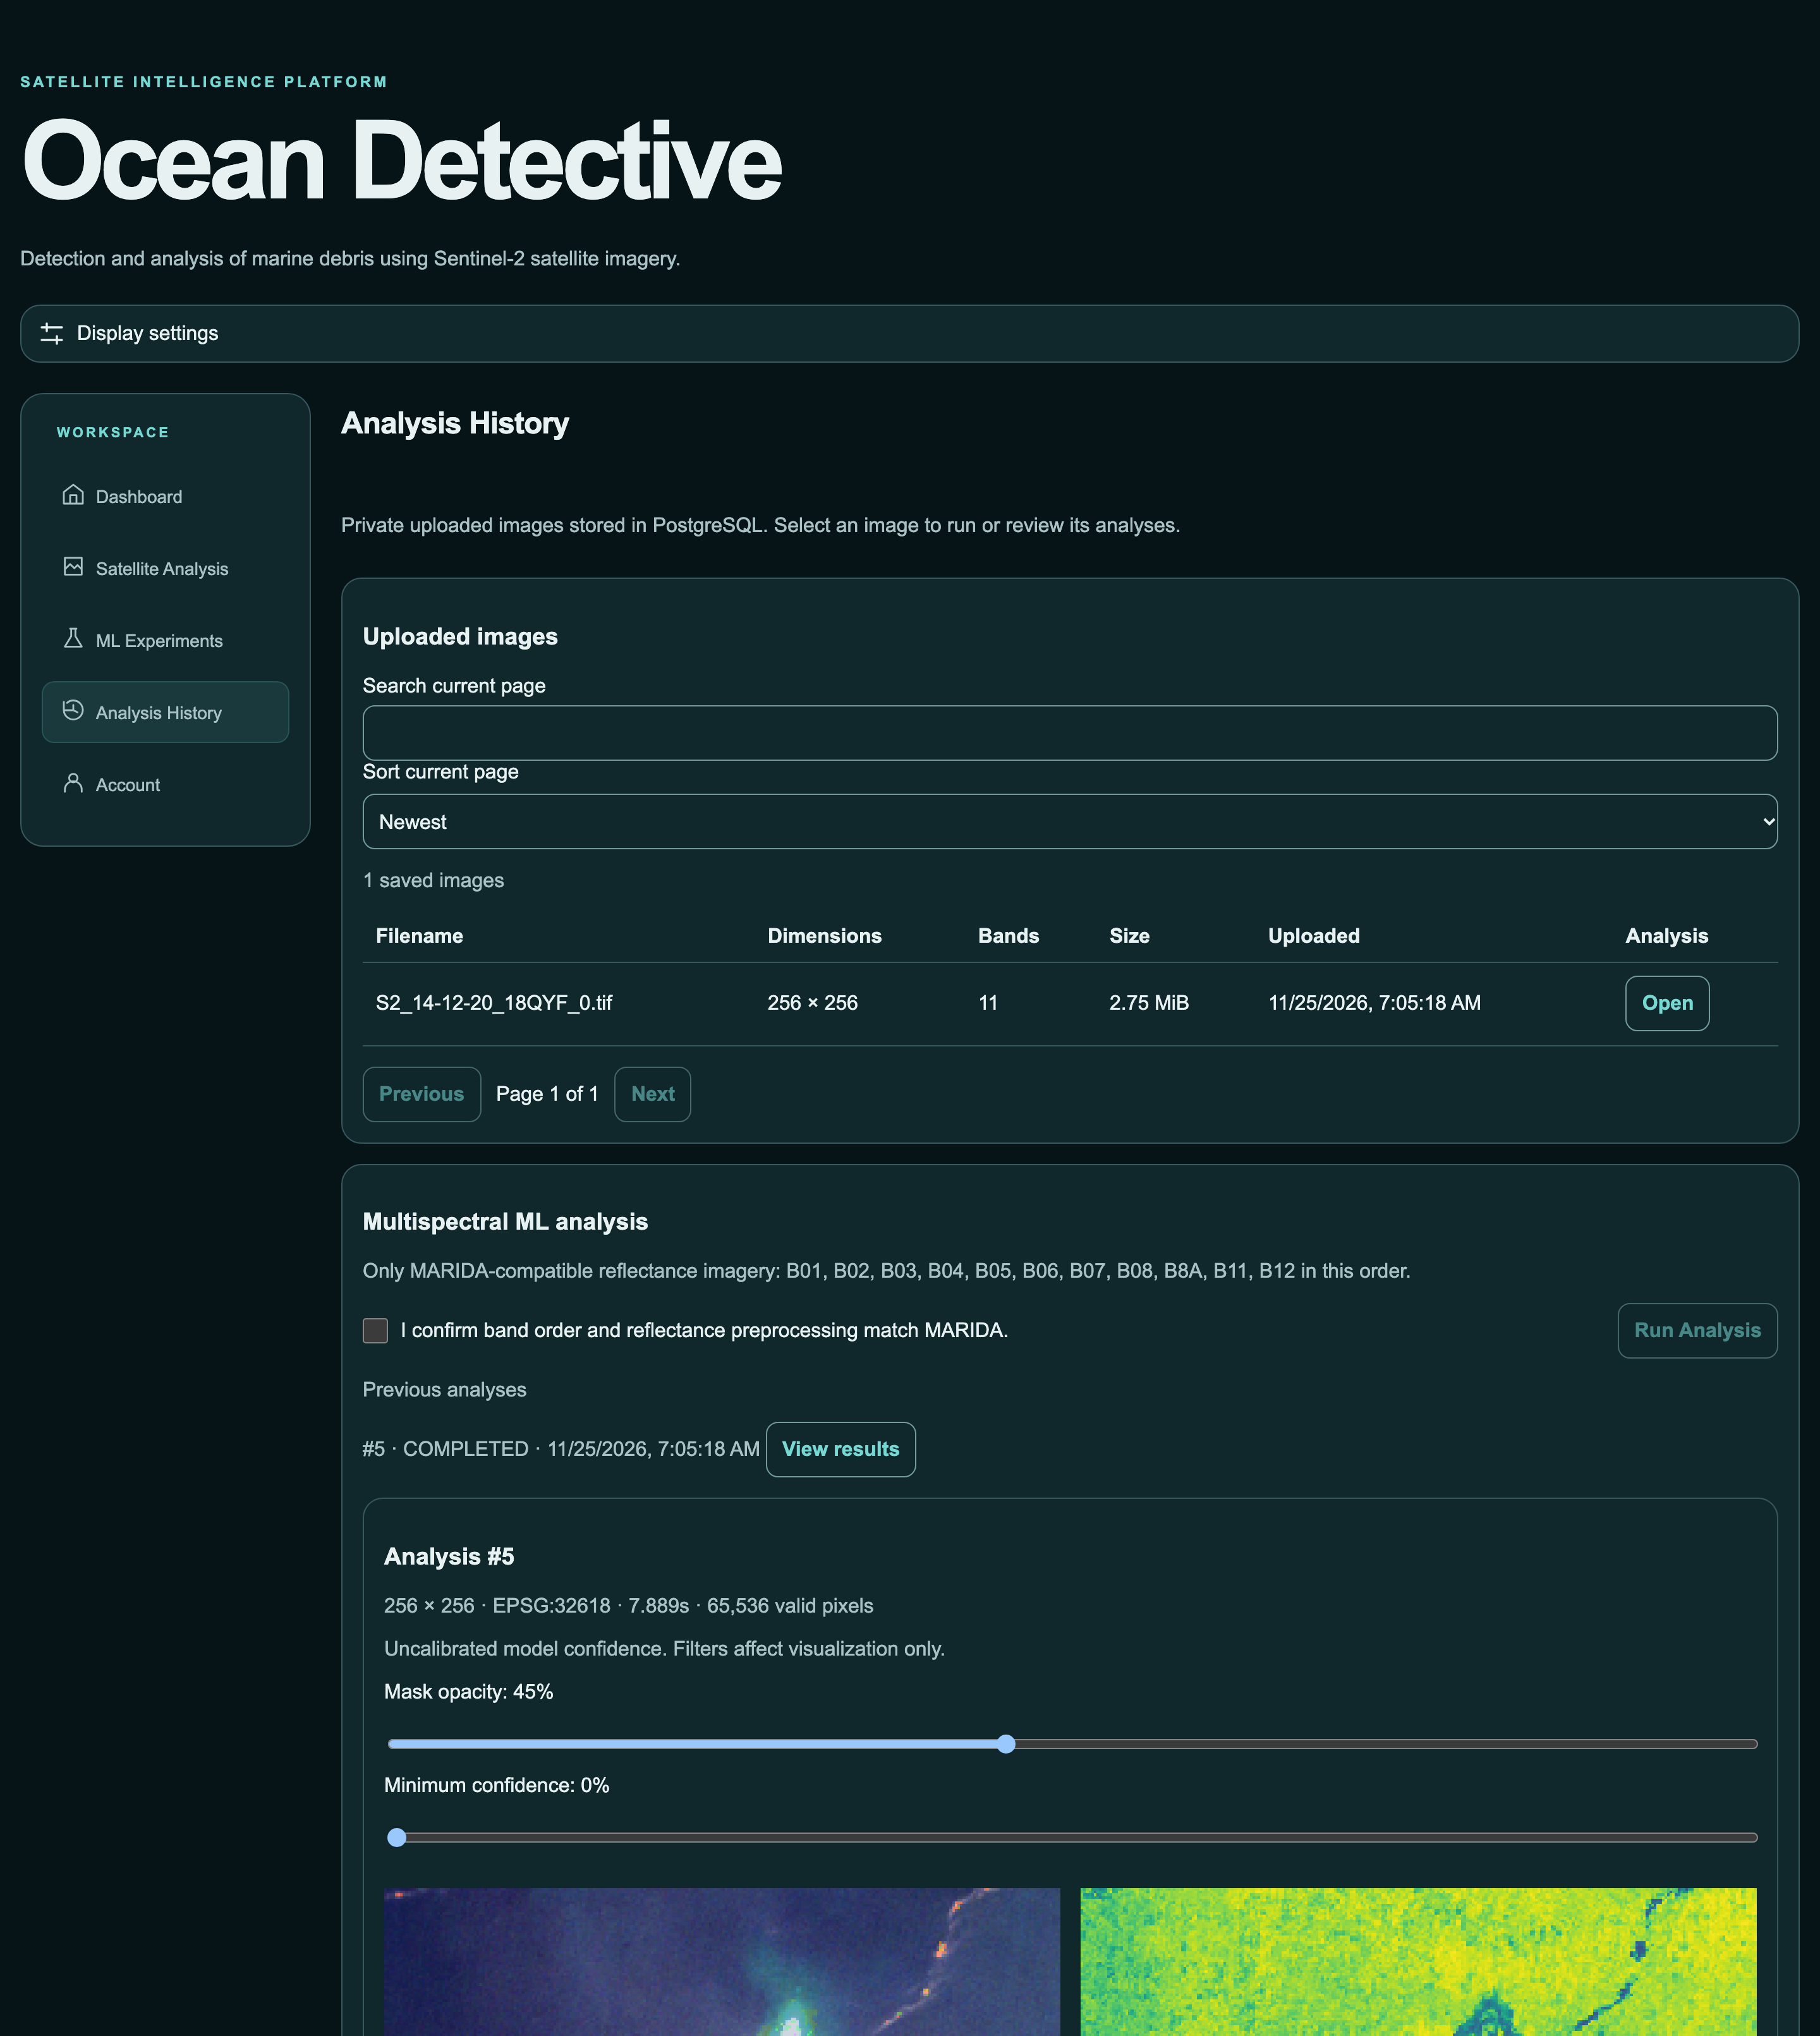 SATELLITE INTELLIGENCE PLATFORM
Ocean Detective
Detection and analysis of marine debris using Sentinel-2 satellite imagery.
Display settings
WORKSPACE
Dashboard
Satellite Analysis
ML Experiments
Analysis History
Account
Analysis History
Private uploaded images stored in PostgreSQL. Select an image to run or review its analyses.
Uploaded images
Search current page
Sort current page
Newest
1 saved images
Filename Dimensions Bands Size Uploaded Analysis
S2_14-12-20_18QYF_0.tif 256 × 256 11 2.75 MiB 11/25/2026, 7:05:18 AM Open
Previous Page 1 of 1 Next
Multispectral ML analysis
Only MARIDA-compatible reflectance imagery: B01, B02, B03, B04, B05, B06, B07, B08, B8A, B11, B12 in this order.
I confirm band order and reflectance preprocessing match MARIDA. Run Analysis
Previous analyses
#5 · COMPLETED · 11/25/2026, 7:05:18 AM View results
Analysis #5
256 × 256 · EPSG:32618 · 7.889s · 65,536 valid pixels
Uncalibrated model confidence. Filters affect visualization only.
Mask opacity: 45%
Minimum confidence: 0%